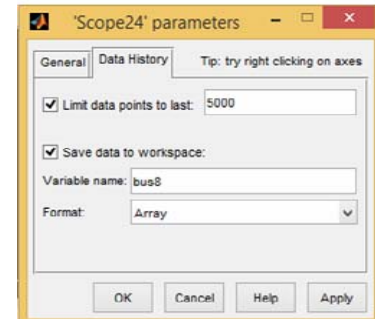 'Scope24' parameters
General Data History Tip: try right clicking on axes
Limit data points to last: 5000
Save data to workspace:
Variable name: bus8
Format: Array
OK Cancel Help Apply